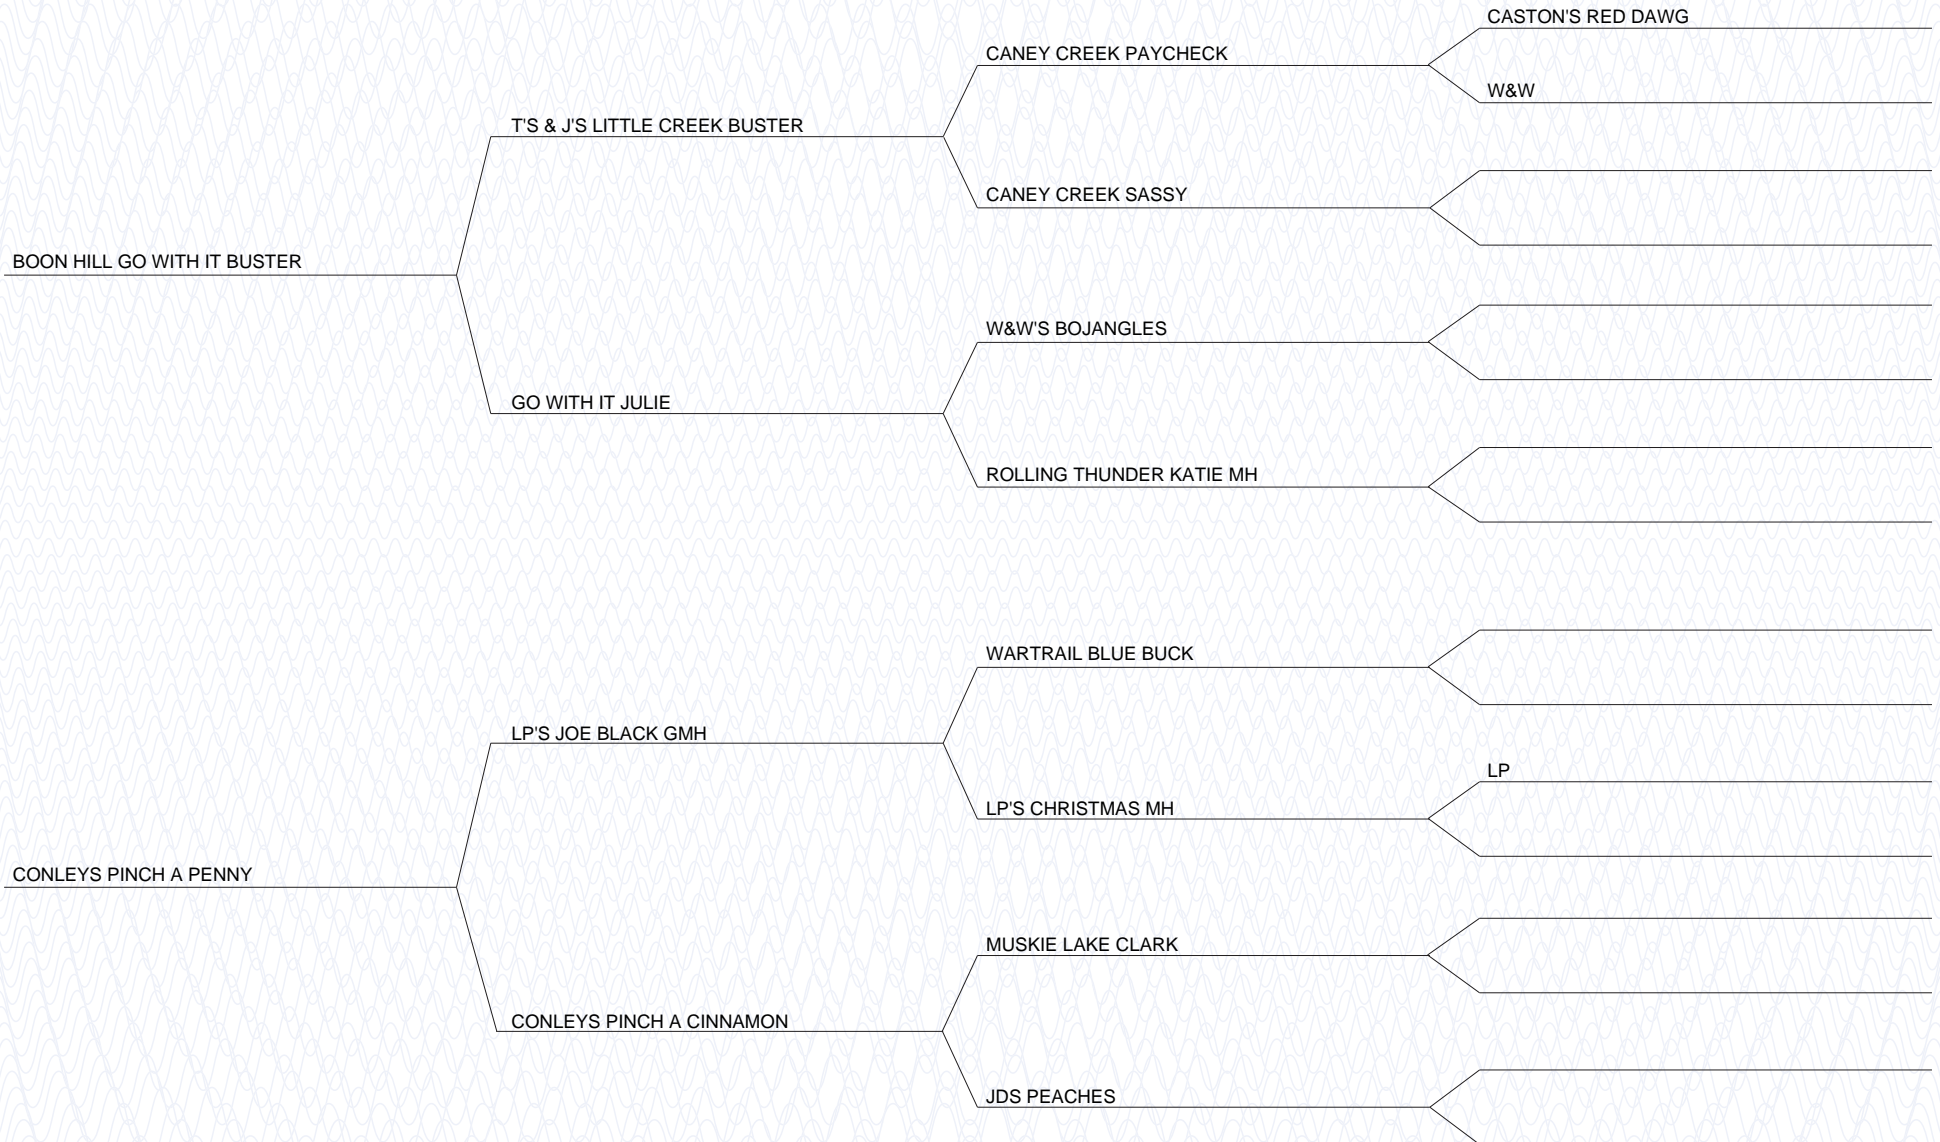 CASTON'S RED DAWG
CANEY CREEK PAYCHECK
W&W
T'S & J'S LITTLE CREEK BUSTER
CANEY CREEK SASSY
BOON HILL GO WITH IT BUSTER
W&W'S BOJANGLES
GO WITH IT JULIE
ROLLING THUNDER KATIE MH
WARTRAIL BLUE BUCK
LP'S JOE BLACK GMH
LP
LP'S CHRISTMAS MH
CONLEYS PINCH A PENNY
MUSKIE LAKE CLARK
CONLEYS PINCH A CINNAMON
JDS PEACHES